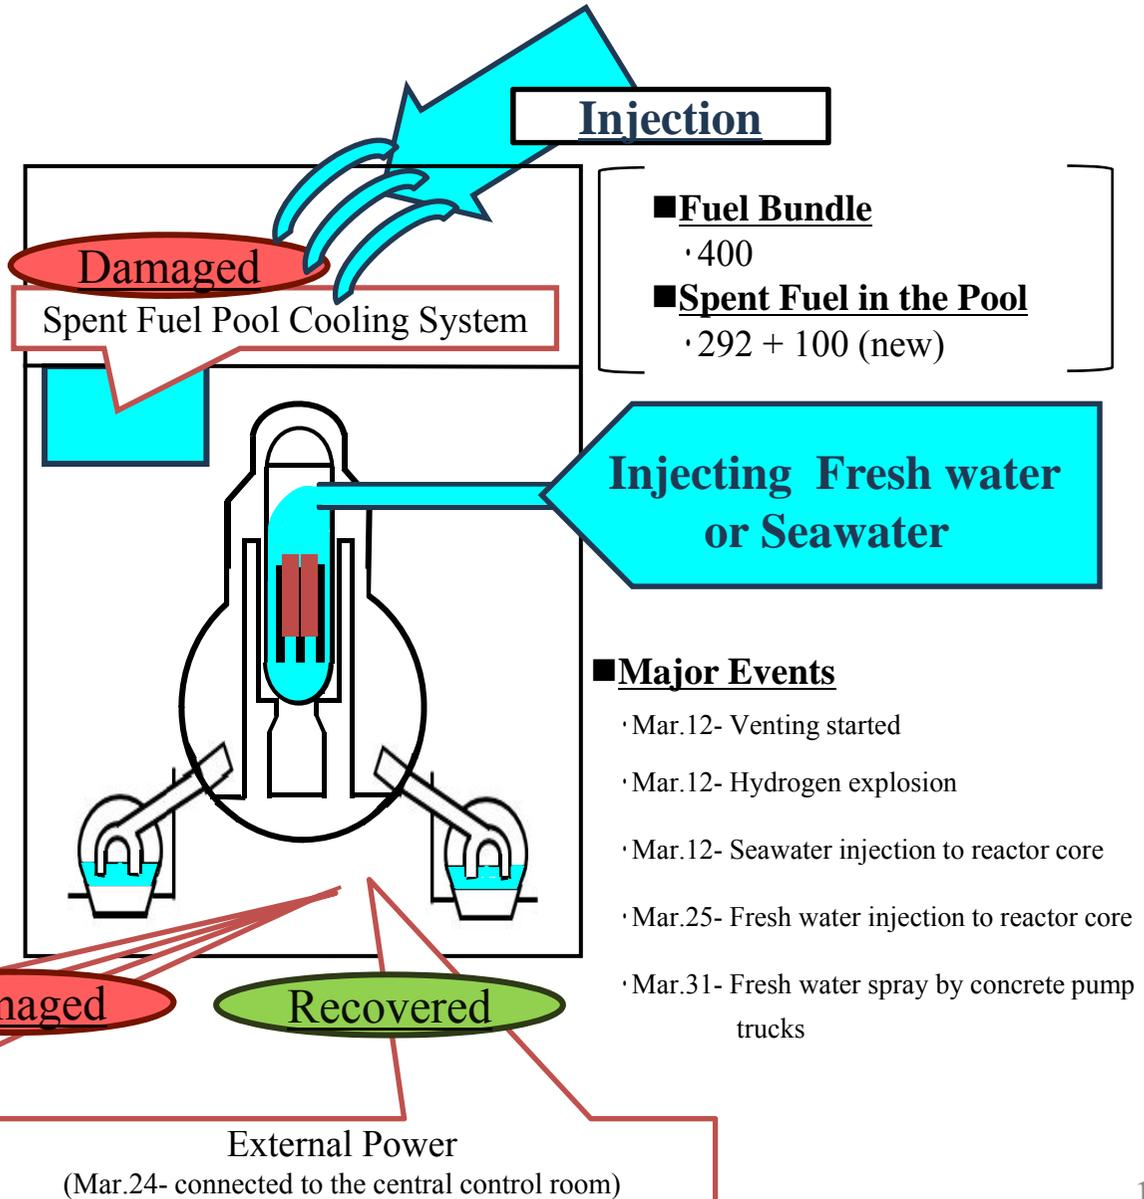 Injection
■Fuel Bundle
・400
■Spent Fuel in the Pool
・292 + 100 (new)
Damaged
Spent Fuel Pool Cooling System
Injecting Fresh water
or Seawater
■Major Events
・Mar.12- Venting started
・Mar.12- Hydrogen explosion
・Mar.12- Seawater injection to reactor core
・Mar.25- Fresh water injection to reactor core
・Mar.31- Fresh water spray by concrete pump
trucks
maged
Recovered
External Power
(Mar.24- connected to the central control room)